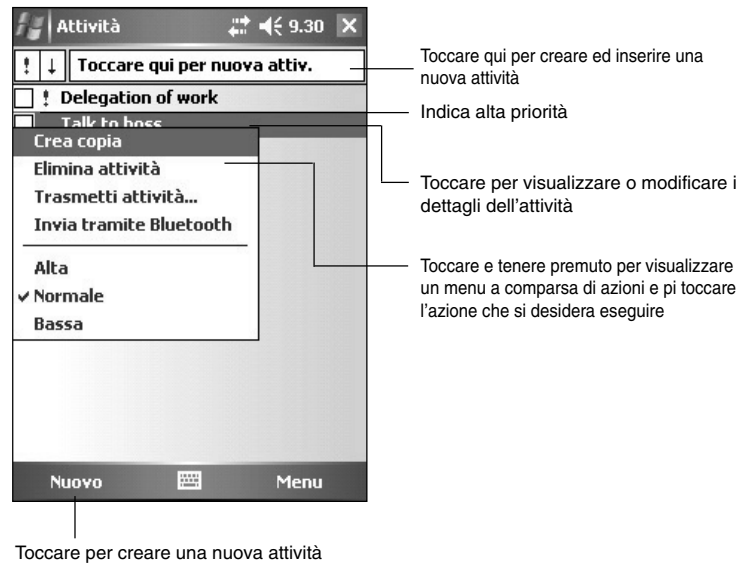 Attività 9.30
! ↓ Toccare qui per nuova attiv.
Toccare qui per creare ed inserire una
nuova attività
! Delegation of work
Indica alta priorità
Talk to boss
Crea copia
Elimina attività
Trasmetti attività...
Invia tramite Bluetooth
Alta
Normale
Bassa
Toccare per visualizzare o modificare i
dettagli dell'attività
Toccare e tenere premuto per visualizzare
un menu a comparsa di azioni e pi toccare
l'azione che si desidera eseguire
Nuovo Menu
Toccare per creare una nuova attività